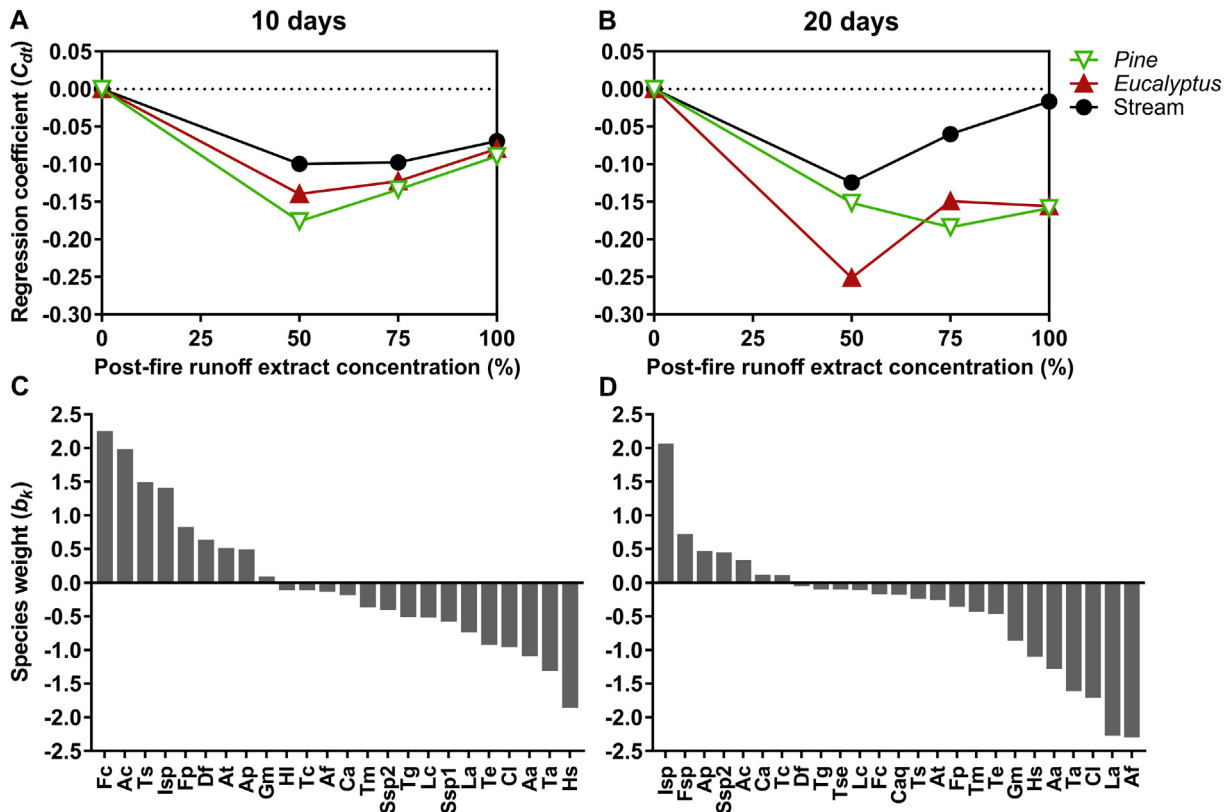 A
10 days
B
20 days
Pine
Eucalyptus
Stream
Regression coefficient (Cdt)
0.05
0.00
-0.05
-0.10
-0.15
-0.20
-0.25
-0.30
0
25
50
75
100
Post-fire runoff extract concentration (%)
0.05
0.00
-0.05
-0.10
-0.15
-0.20
-0.25
-0.30
0
25
50
75
100
Post-fire runoff extract concentration (%)
C
Species weight (bk)
2.5
2.0
1.5
1.0
0.5
0.0
-0.5
-1.0
-1.5
-2.0
-2.5
Fc
Ac
Ts
Isp
Fp
Df
At
Ap
Gm
Hl
Tc
Af
Ca
Tm
Ssp2
Tg
Lc
Ssp1
La
Te
Cl
Aa
Ta
Hs
D
2.5
2.0
1.5
1.0
0.5
0.0
-0.5
-1.0
-1.5
-2.0
-2.5
Isp
Fsp
Ap
Ssp2
Ac
Ca
Tc
Df
Tg
Tse
Lc
Fc
Caq
Ts
At
Fp
Tm
Te
Gm
Hs
Aa
Ta
Cl
La
Af